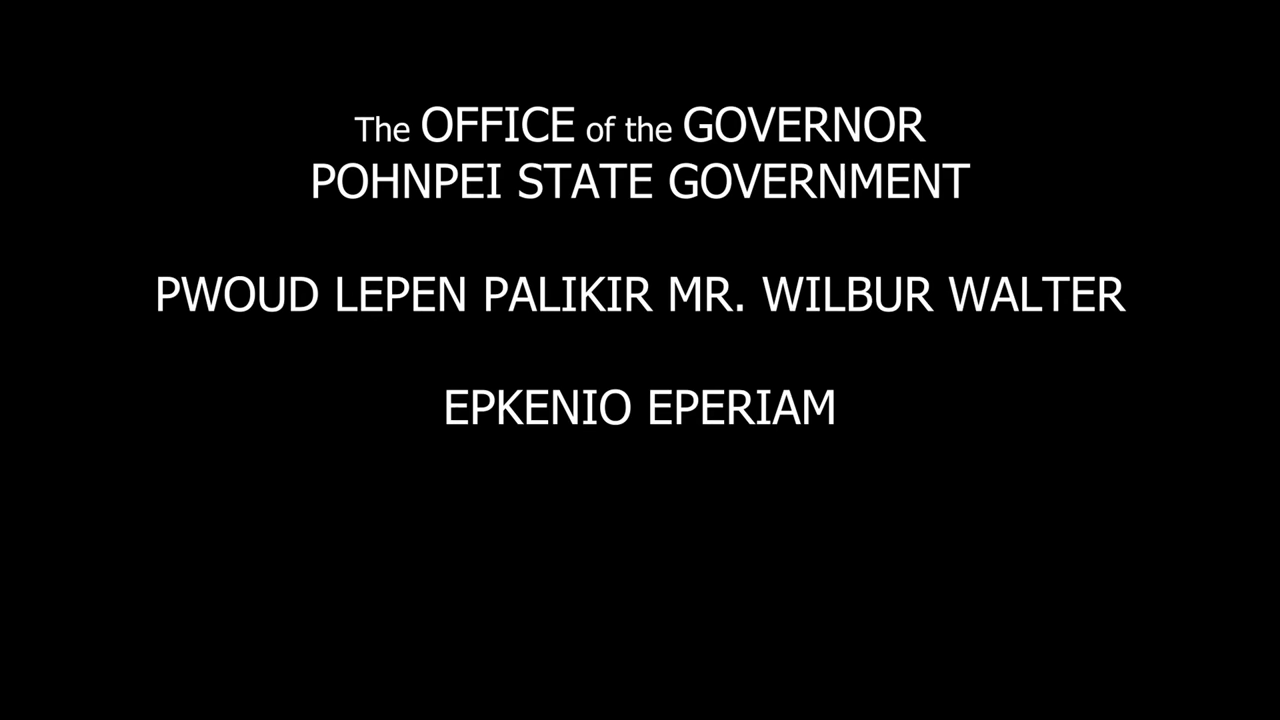 The OFFICE of the GOVERNOR
POHNPEI STATE GOVERNMENT
PWOUD LEPEN PALIKIR MR. WILBUR WALTER
EPKENIO EPERIAM